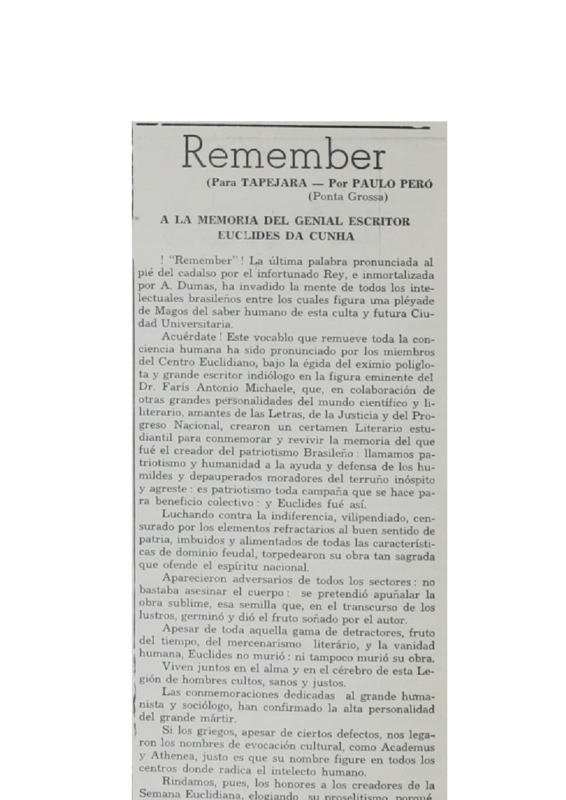 Remember
(Para TAPEJARA — Por PAULO PERÓ
(Ponta Grossa)
A LA MEMORIA DEL GENIAL ESCRITOR
EUCLIDES DA CUNHA
! "Remember"! La última palabra pronunciada al
pié del cadalso por el infortunado Rey, e inmortalizada
por A. Dumas, ha invadido la mente de todos los inte-
lectuales brasileños entre los cuales figura una pléyade
de Magos del saber humano de esta culta y futura Ciu-
dad Universitaria.
Acuérdate! Este vocablo que remueve toda la con-
ciencia humana ha sido pronunciado por los miembros
del Centro Euclidiano, bajo la égida del eximio poliglo-
ta y grande escritor indiólogo en la figura eminente del
Dr. Farís Antonio Michaele, que, en colaboración de
otras grandes personalidades del mundo científico y li-
literario, amantes de las Letras, de la Justicia y del Pro-
greso Nacional, crearon un certamen Literario estu-
diantil para conmemorar y revivir la memoria del que
fué el creador del patriotismo Brasileño: llamamos pa-
triotismo y humanidad a la ayuda y defensa de los hu-
mildes y depauperados moradores del terruño inóspito
y agreste: es patriotismo toda campaña que se hace pa-
ra beneficio colectivo: y Euclides fué así.
Luchando contra la indiferencia, vilipendiado, cen-
surado por los elementos refractarios al buen sentido de
patria, imbuidos y alimentados de todas las característi-
cas de dominio feudal, torpedearon su obra tan sagrada
que ofende el espíritu nacional.
Aparecieron adversarios de todos los sectores: no
bastaba asesinar el cuerpo: se pretendió apuñalar la
obra sublime, esa semilla que, en el transcurso de los
lustros, germinó y dió el fruto soñado por el autor.
Apesar de toda aquella gama de detractores, fruto
del tiempo, del mercenarismo literário, y la vanidad
humana, Euclides no murió: ni tampoco murió su obra.
Viven juntos en el alma y en el cérebro de esta Le-
gión de hombres cultos, sanos y justos.
Las conmemoraciones dedicadas al grande huma-
nista y sociólogo, han confirmado la alta personalidad
del grande mártir.
Si los griegos, apesar de ciertos defectos, nos lega-
ron los nombres de evocación cultural, como Academus
y Athenea, justo es que su nombre figure en todos los
centros donde radica el intelecto humano.
Rindamos, pues, los honores a los creadores de la
Semana Euclidiana, elogiando su proselitismo, porqué